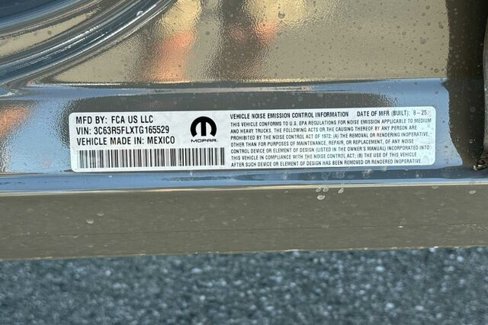 MFD BY: FCA US LLC
VIN: 3C63R5FLXTG165529
VEHICLE MADE IN: MEXICO
MOPAR
VEHICLE NOISE EMISSION CONTROL INFORMATION DATE OF MFR (BUILT): 8-25
THIS VEHICLE CONFORMS TO U.S. EPA REGULATIONS FOR NOISE EMISSION APPLICABLE TO MEDIUM
AND HEAVY TRUCKS. THE FOLLOWING ACTS OR THE CAUSING THEREOF BY ANY PERSON ARE
PROHIBITED BY THE NOISE CONTROL ACT OF 1972: (A) THE REMOVAL OR RENDERING INOPERATIVE,
OTHER THAN FOR PURPOSES OF MAINTENANCE, REPAIR, OR REPLACEMENT, OF ANY NOISE
CONTROL DEVICE OR ELEMENT OF DESIGN (LISTED IN THE OWNER'S MANUAL) INCORPORATED INTO
THIS VEHICLE IN COMPLIANCE WITH THE NOISE CONTROL ACT; (B) THE USE OF THIS VEHICLE
AFTER SUCH DEVICE OR ELEMENT OF DESIGN HAS BEEN REMOVED OR RENDERED INOPERATIVE.